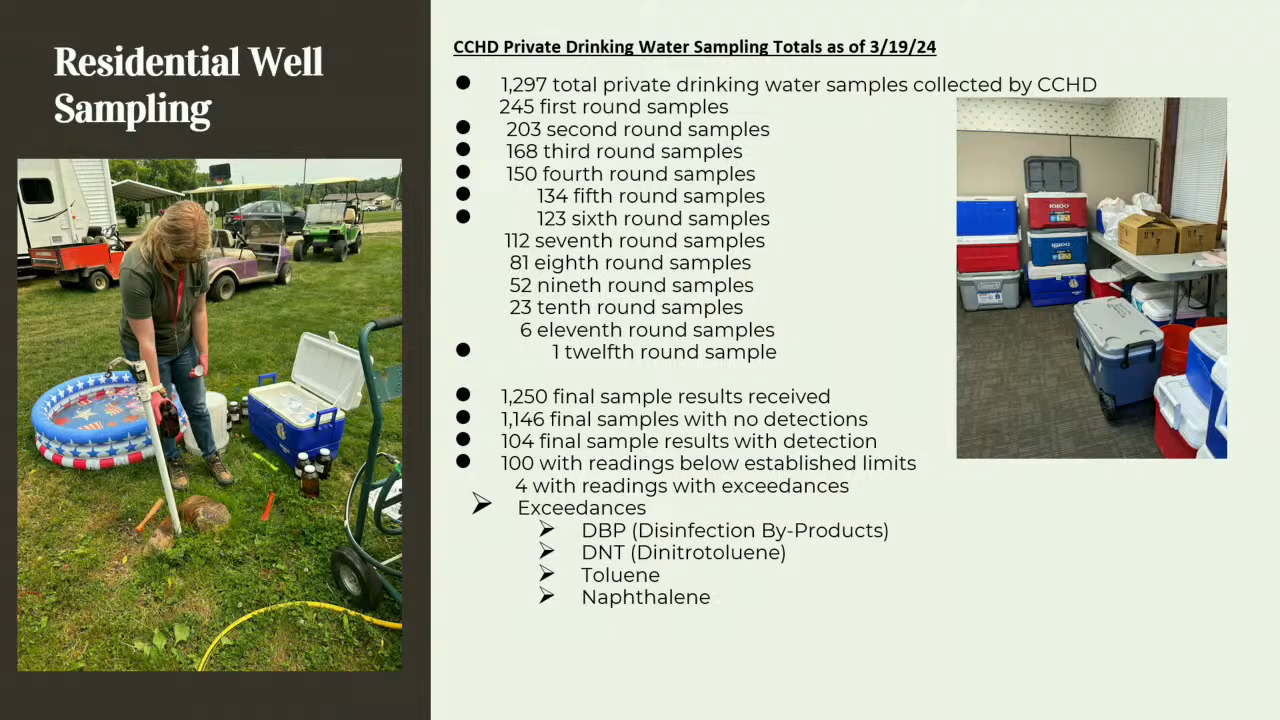 Residential Well
Sampling
CCHD Private Drinking Water Sampling Totals as of 3/19/24
1,297 total private drinking water samples collected by CCHD
245 first round samples
203 second round samples
168 third round samples
150 fourth round samples
134 fifth round samples
123 sixth round samples
112 seventh round samples
81 eighth round samples
52 nineth round samples
23 tenth round samples
6 eleventh round samples
1 twelfth round sample
1,250 final sample results received
1,146 final samples with no detections
104 final sample results with detection
100 with readings below established limits
4 with readings with exceedances
Exceedances
DBP (Disinfection By-Products)
DNT (Dinitrotoluene)
Toluene
Naphthalene
IGLOO
IGLOO